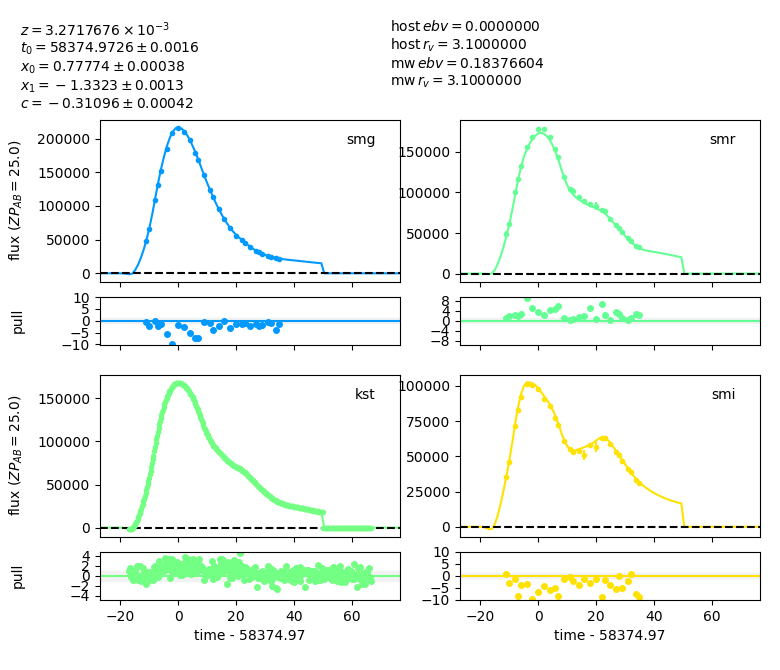 z = 3.2717676 × 10⁻³
t₀ = 58374.9726 ± 0.0016
x₀ = 0.77774 ± 0.00038
x₁ = −1.3323 ± 0.0013
c = −0.31096 ± 0.00042
host ebv = 0.0000000
host r_v = 3.1000000
mw ebv = 0.18376604
mw r_v = 3.1000000
flux (ZP_AB = 25.0)
200000
150000
100000
50000
0
smg
150000
100000
50000
0
smr
pull
10
5
0
−5
−10
8
4
0
−4
−8
flux (ZP_AB = 25.0)
150000
100000
50000
0
kst
100000
75000
50000
25000
0
smi
pull
4
2
0
−2
−4
10
5
0
−5
−10
−20 0 20 40 60
−20 0 20 40 60
time - 58374.97
time - 58374.97